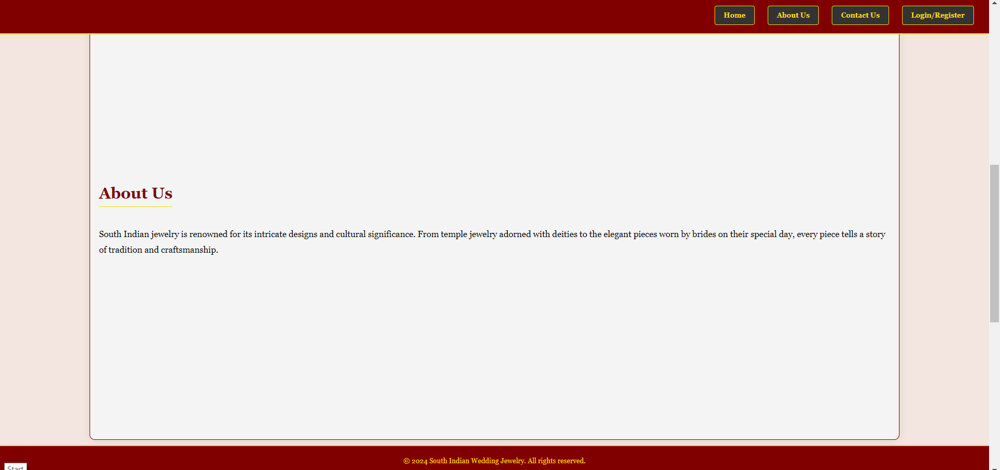 Home About Us Contact Us Login/Register
About Us
South Indian jewelry is renowned for its intricate designs and cultural significance. From temple jewelry adorned with deities to the elegant pieces worn by brides on their special day, every piece tells a story
of tradition and craftsmanship.
© 2024 South Indian Wedding Jewelry. All rights reserved.
Start